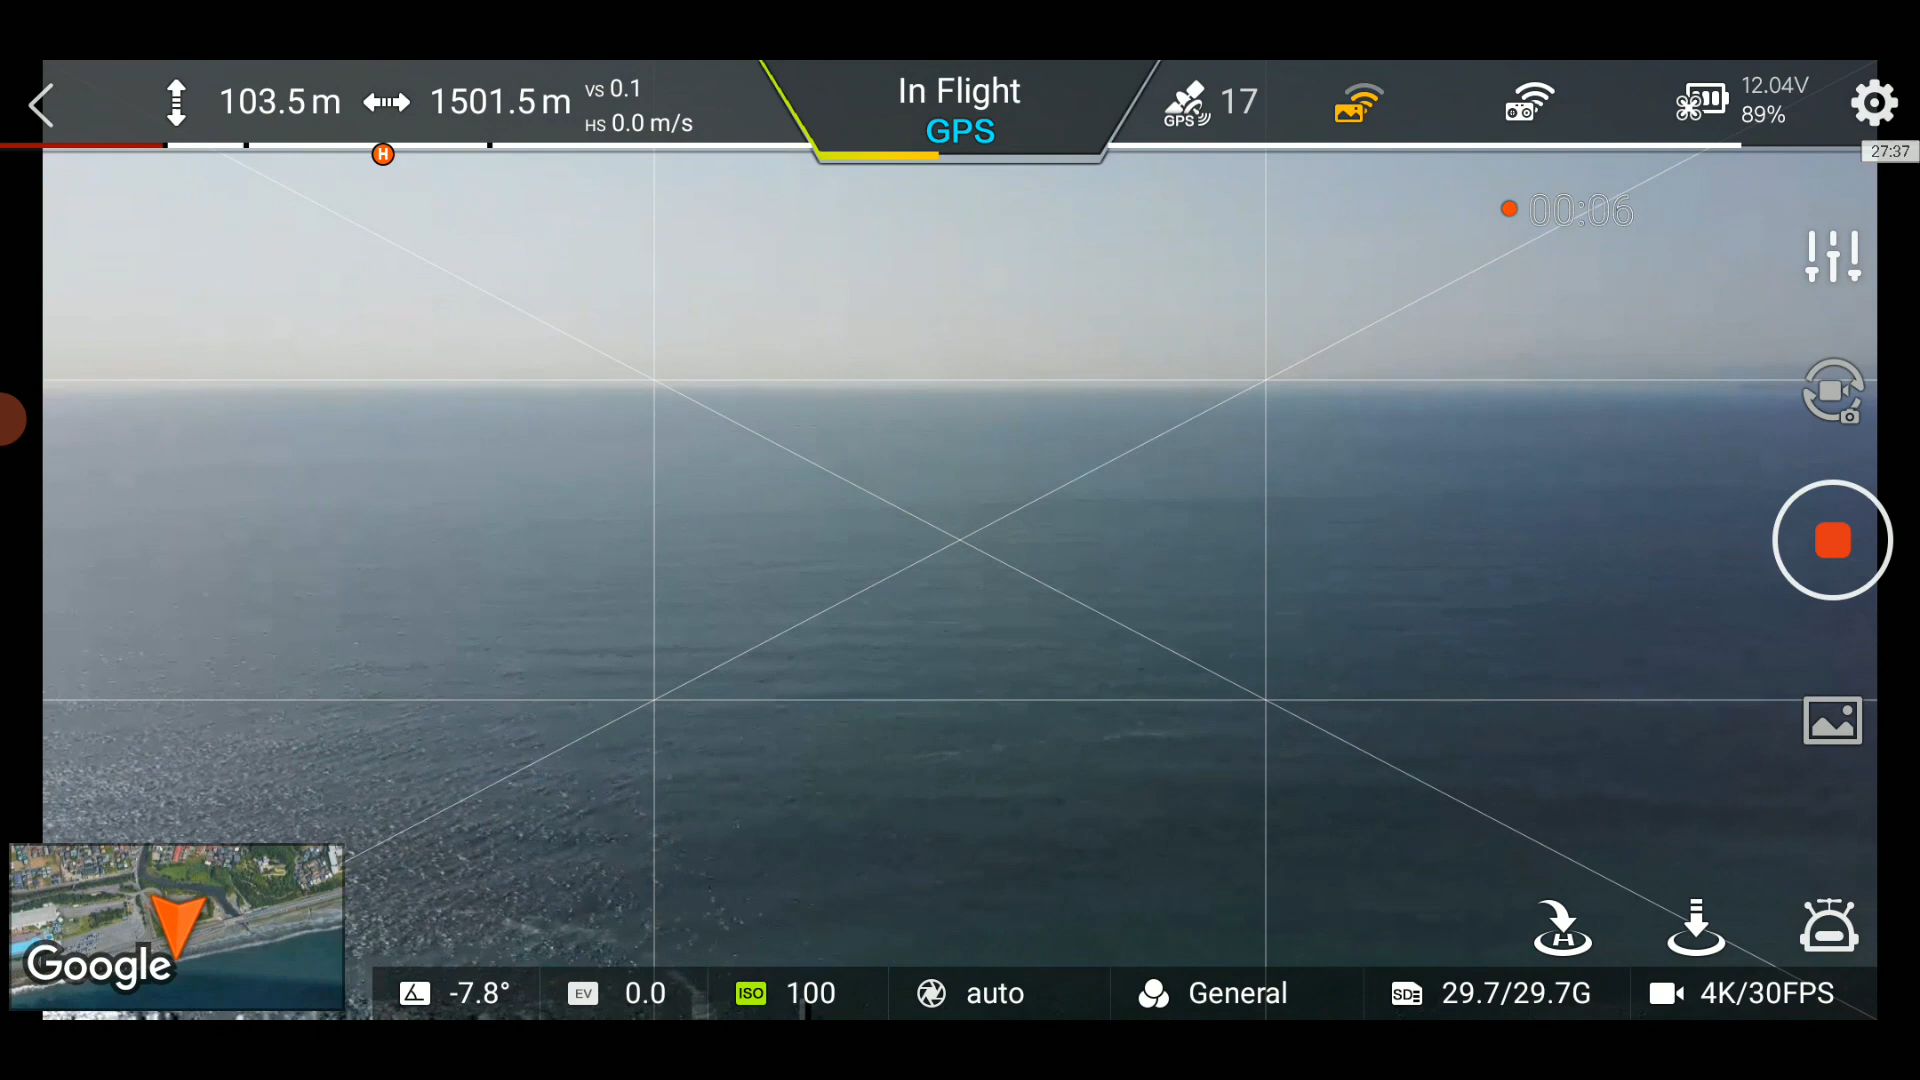 103.5 m
1501.5 m
VS 0.1
HS 0.0 m/s
In Flight
GPS
GPS
17
12.04V
89%
H
27:37
00:06
H
Google
-7.8°
EV 0.0
ISO 100
auto
General
SD 29.7/29.7G
4K/30FPS